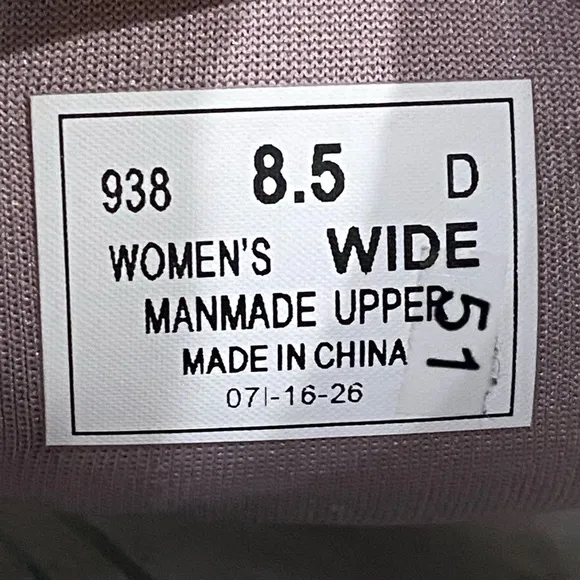 938 8.5 D
WOMEN'S WIDE
MANMADE UPPER
51
MADE IN CHINA
07I-16-26